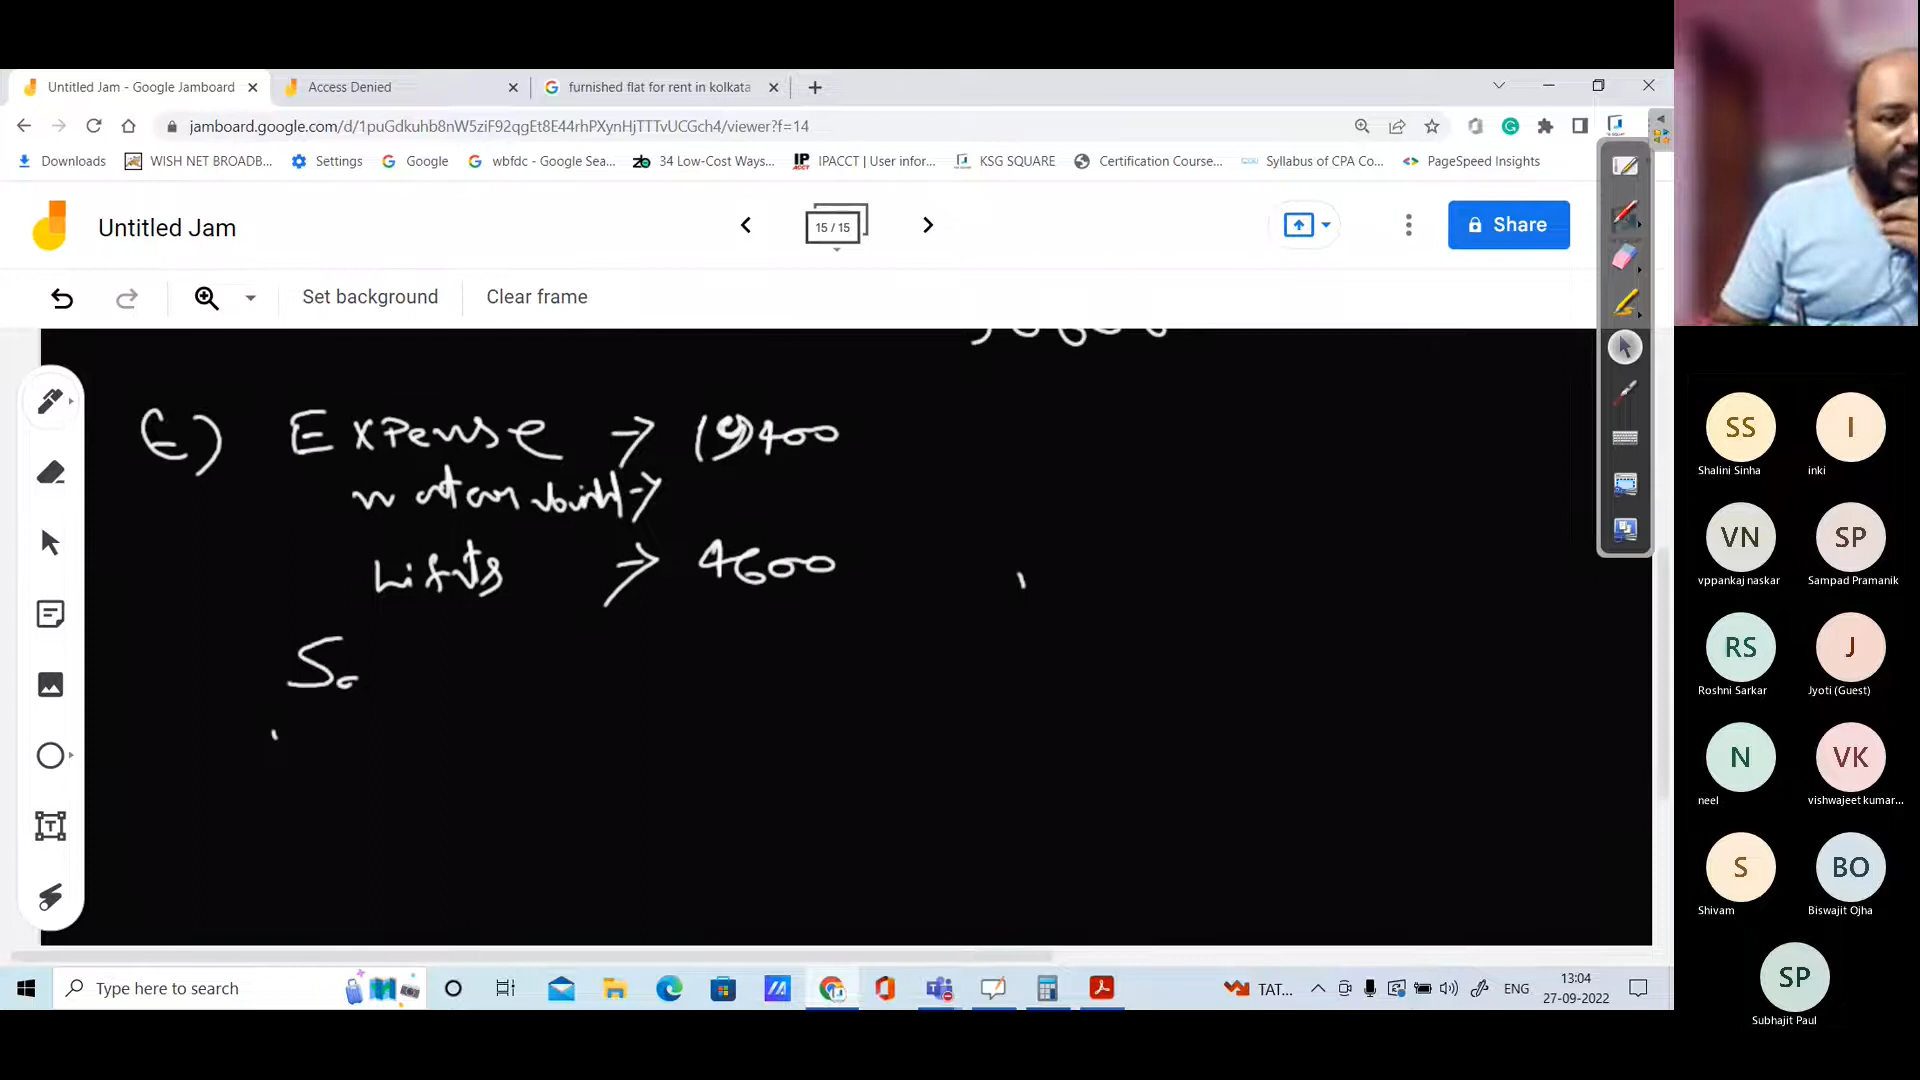 Untitled Jam - Google Jamboard
Access Denied
furnished flat for rent in kolkata
jamboard.google.com/d/1puGdkuhb8nW5ziF92qgEt8E44rhPXynHjTTTvUCGch4/viewer?f=14
Downloads
WISH NET BROADB...
Settings
Google
wbfdc - Google Sea...
34 Low-Cost Ways...
IPACCT | User infor...
KSG SQUARE
Certification Course...
Syllabus of CPA Co...
PageSpeed Insights
Untitled Jam
15 / 15
Share
Set background
Clear frame
Expense → 19400
Lifts → 4600
So
SS
Shalini Sinha
I
inki
VN
vppankaj naskar
SP
Sampad Pramanik
RS
Roshni Sarkar
J
Jyoti (Guest)
N
neel
VK
vishwajeet kumar...
S
Shivam
BO
Biswajit Ojha
SP
Subhajit Paul
Type here to search
TAT...
ENG
13:04
27-09-2022